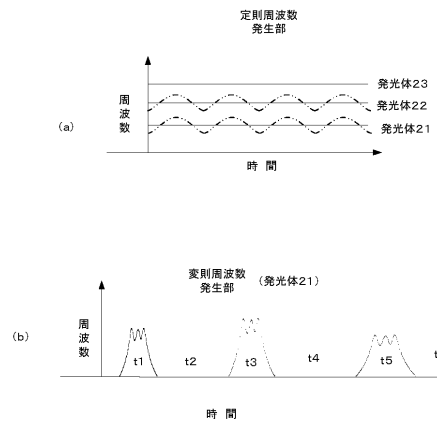 定則周波数
発生部
周波数
発光体23
発光体22
発光体21
(a)
時 間
変則周波数
発生部
(発光体21)
(b)
周波数
t1
t2
t3
t4
t5
時 間